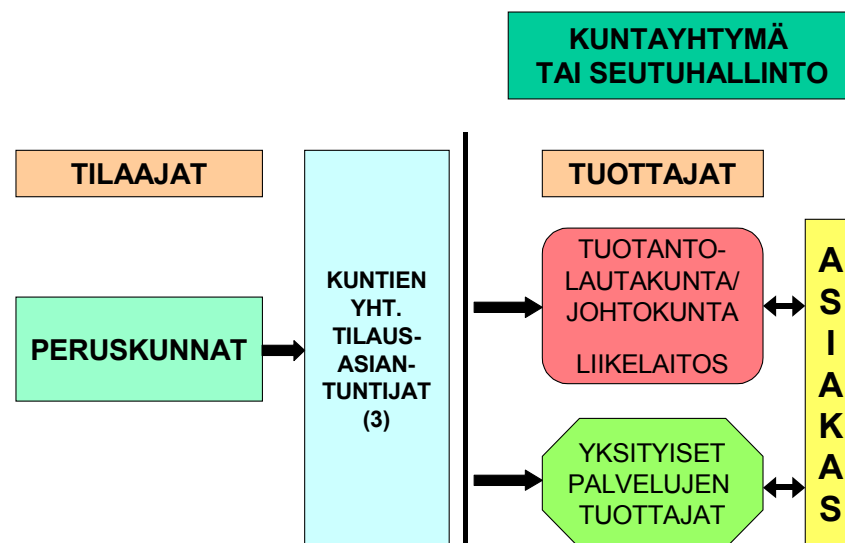 KUNTAYHTYMÄ
TAI SEUTUHALLINTO
TILAAJAT
TUOTTAJAT
PERUSKUNNAT
KUNTIEN
YHT.
TILAUS-
ASIAN-
TUNTIJAT
(3)
TUOTANTO-
LAUTAKUNTA/
JOHTOKUNTA
LIIKELAITOS
YKSITYISET
PALVELUJEN
TUOTTAJAT
A
S
I
A
K
A
S